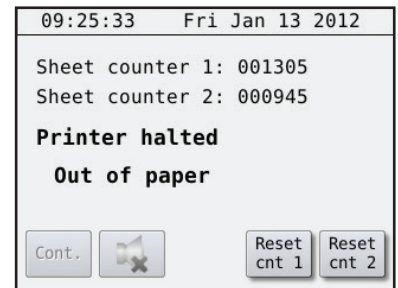 09:25:33 Fri Jan 13 2012
Sheet counter 1: 001305
Sheet counter 2: 000945
Printer halted
Out of paper
Cont.
Reset cnt 1
Reset cnt 2